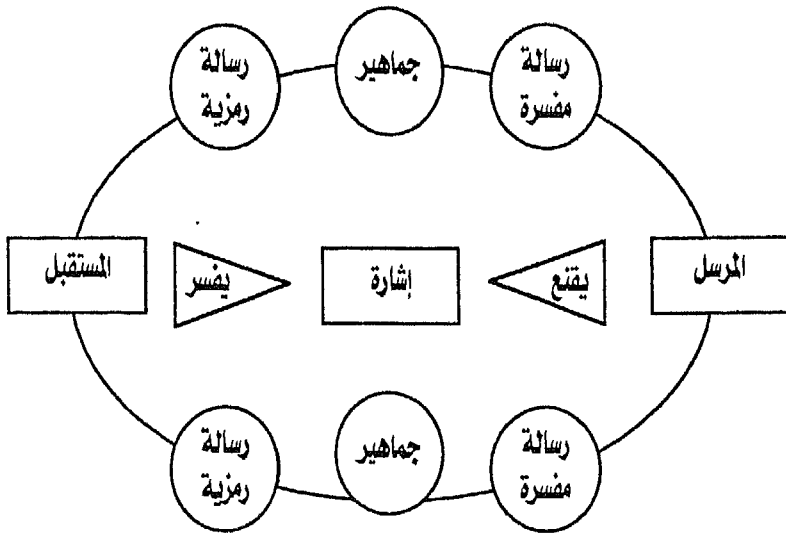 رسالة
مفسرة
جماهير
رسالة
رمزية
المرسل
يقنع
إشارة
يفسر
المستقبل
رسالة
مفسرة
جماهير
رسالة
رمزية